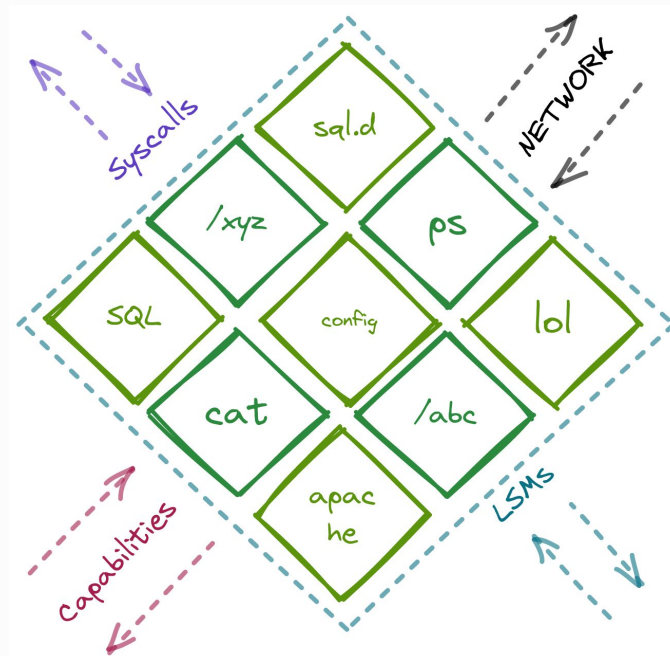 sql.d
NETWORK
Syscalls
/xyz
ps
SQL
config
lol
cat
/abc
LSMs
apac
he
Capabilities